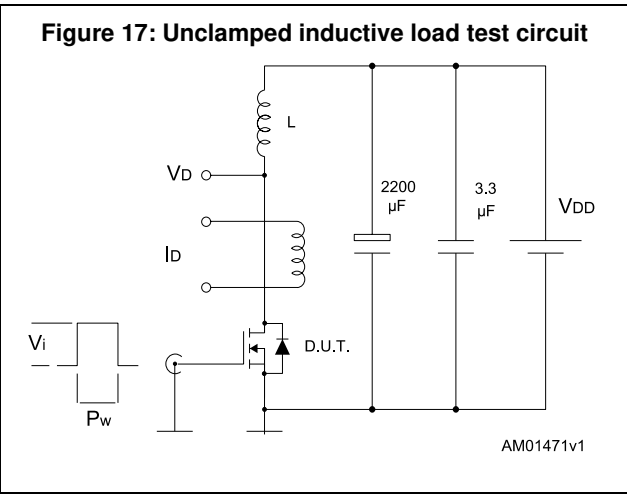 Figure 17: Unclamped inductive load test circuit
L
VD
2200
µF
3.3
µF
VDD
ID
Vi
D.U.T.
Pw
AM01471v1